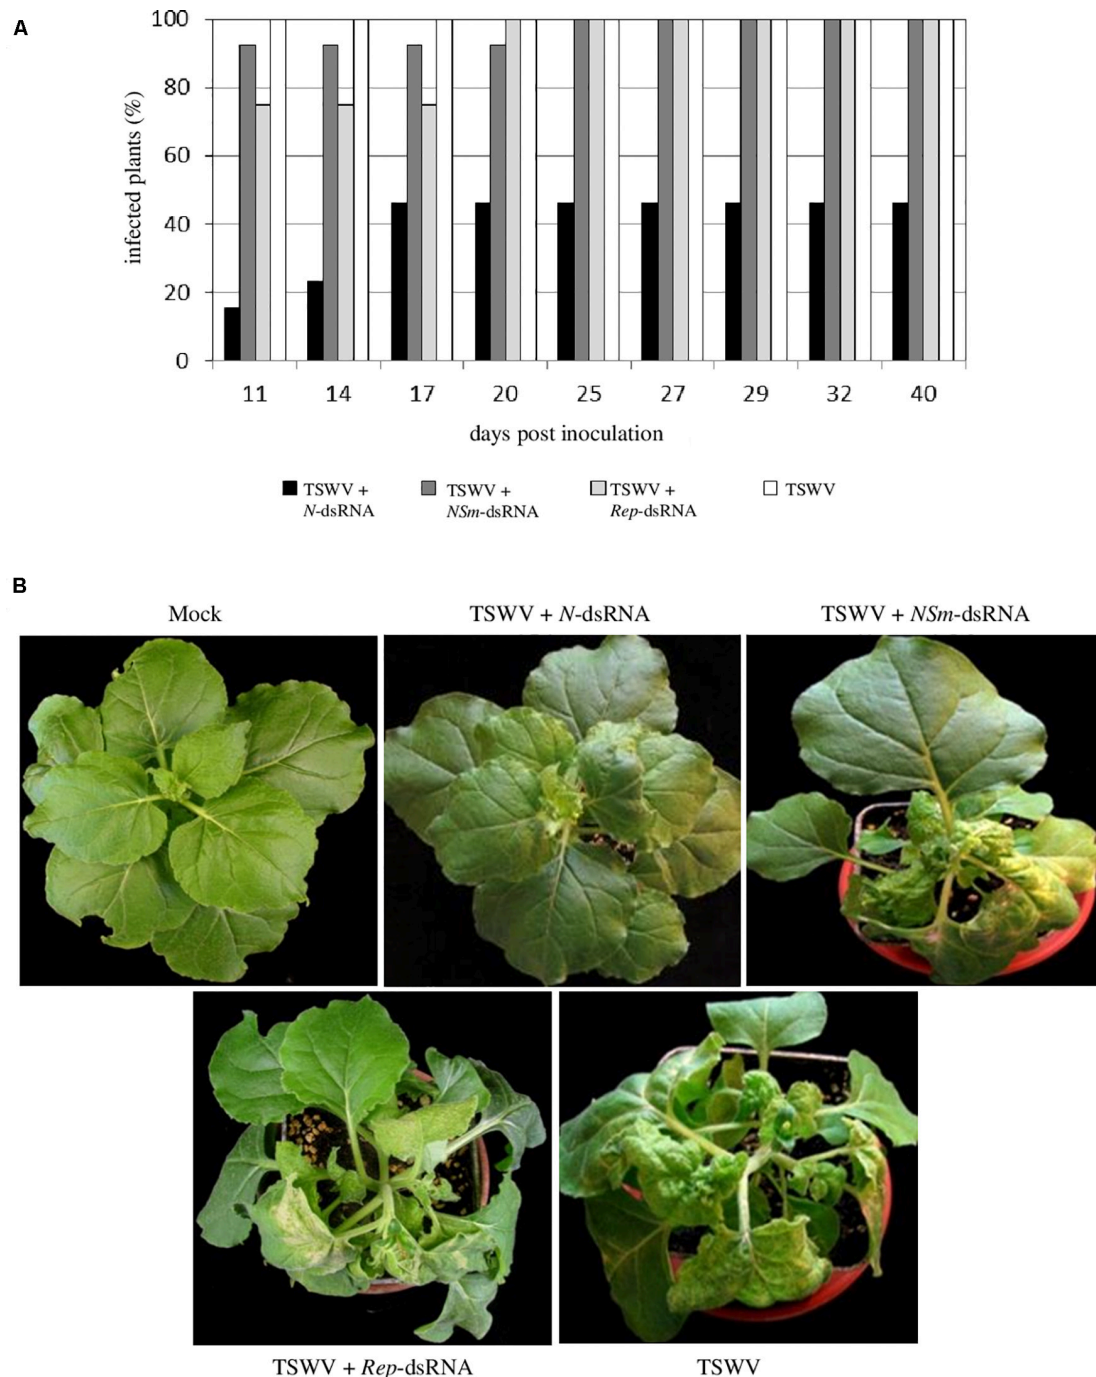 A
100
80
60
40
20
0
infected plants (%)
11 14 17 20 25 27 29 32 40
days post inoculation
TSWV +
N-dsRNA
TSWV +
NSm-dsRNA
TSWV +
Rep-dsRNA
TSWV
B
Mock
TSWV + N-dsRNA
TSWV + NSm-dsRNA
TSWV + Rep-dsRNA
TSWV